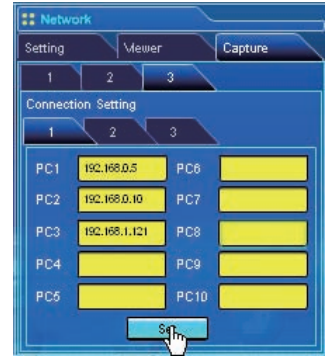 Network
Setting Viewer Capture
1 2 3
Connection Setting
1 2 3
PC1 192.168.0.5 PC6
PC2 192.168.0.10 PC7
PC3 192.168.1.121 PC8
PC4 PC9
PC5 PC10